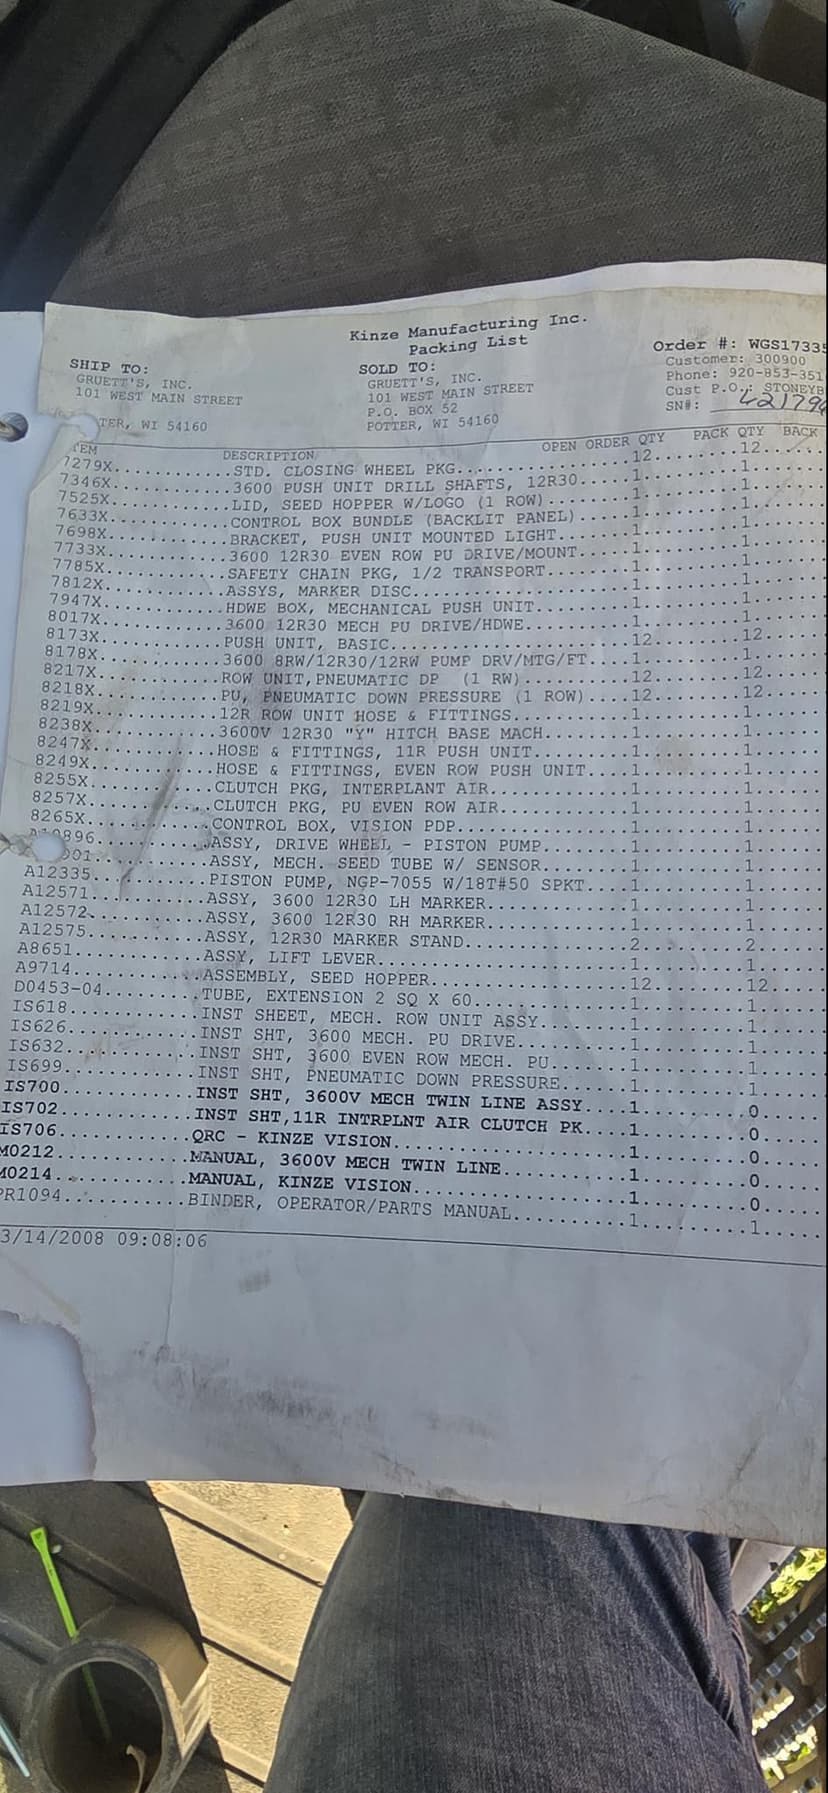 CASE
Kinze Manufacturing Inc.
Packing List
Order #: WGS1733
Customer: 300900
Phone: 920-853-351
Cust P.O.: STONEYB
SN#: 62179
SHIP TO:
GRUETT'S, INC.
101 WEST MAIN STREET
TER, WI 54160
SOLD TO:
GRUETT'S, INC.
101 WEST MAIN STREET
P.O. BOX 52
POTTER, WI 54160
TEM DESCRIPTION OPEN ORDER QTY PACK QTY BACK
7279X............STD. CLOSING WHEEL PKG..................12.........12.....
7346X............3600 PUSH UNIT DRILL SHAFTS, 12R30.....1..........1.....
7525X............LID, SEED HOPPER W/LOGO (1 ROW).....1..........1.....
7633X............CONTROL BOX BUNDLE (BACKLIT PANEL).....1..........1.....
7698X............BRACKET, PUSH UNIT MOUNTED LIGHT.....1..........1.....
7733X............3600 12R30 EVEN ROW PU DRIVE/MOUNT.....1..........1.....
7785X............SAFETY CHAIN PKG, 1/2 TRANSPORT.....1..........1.....
7812X............ASSYS, MARKER DISC.....1..........1.....
7947X............HDWE BOX, MECHANICAL PUSH UNIT.....1..........1.....
8017X............3600 12R30 MECH PU DRIVE/HDWE.....1..........1.....
8173X............PUSH UNIT, BASIC.....12.........12.....
8178X............3600 8RW/12R30/12RW PUMP DRV/MTG/FT....1..........1.....
8217X............ROW UNIT,PNEUMATIC DP (1 RW).....12.........12.....
8218X............PU, PNEUMATIC DOWN PRESSURE (1 ROW)....12.........12.....
8219X............12R ROW UNIT HOSE & FITTINGS.....1..........1.....
8238X............3600V 12R30 "Y" HITCH BASE MACH.....1..........1.....
8247X............HOSE & FITTINGS, 11R PUSH UNIT.....1..........1.....
8249X............HOSE & FITTINGS, EVEN ROW PUSH UNIT....1..........1.....
8255X............CLUTCH PKG, INTERPLANT AIR.....1..........1.....
8257X............CLUTCH PKG, PU EVEN ROW AIR.....1..........1.....
8265X............CONTROL BOX, VISION PDP.....1..........1.....
0896............ASSY, DRIVE WHEEL - PISTON PUMP.....1..........1.....
001............ASSY, MECH. SEED TUBE W/ SENSOR.....1..........1.....
A12335............PISTON PUMP, NGP-7055 W/18T#50 SPKT....1..........1.....
A12571............ASSY, 3600 12R30 LH MARKER.....1..........1.....
A12572............ASSY, 3600 12R30 RH MARKER.....1..........1.....
A12575............ASSY, 12R30 MARKER STAND.....2..........2.....
A8651............ASSY, LIFT LEVER.....1..........1.....
A9714............ASSEMBLY, SEED HOPPER.....12.........12.....
D0453-04.........TUBE, EXTENSION 2 SQ X 60.....1..........1.....
IS618............INST SHEET, MECH. ROW UNIT ASSY.....1..........1.....
IS626............INST SHT, 3600 MECH. PU DRIVE.....1..........1.....
IS632............INST SHT, 3600 EVEN ROW MECH. PU.....1..........1.....
IS699............INST SHT, PNEUMATIC DOWN PRESSURE.....1..........1.....
IS700............INST SHT, 3600V MECH TWIN LINE ASSY....1..........0.....
IS702............INST SHT,11R INTRPLNT AIR CLUTCH PK....1..........0.....
IS706............QRC - KINZE VISION.....1..........0.....
M0212............MANUAL, 3600V MECH TWIN LINE.....1..........0.....
M0214............MANUAL, KINZE VISION.....1..........0.....
PR1094............BINDER, OPERATOR/PARTS MANUAL.....1..........1.....
3/14/2008 09:08:06